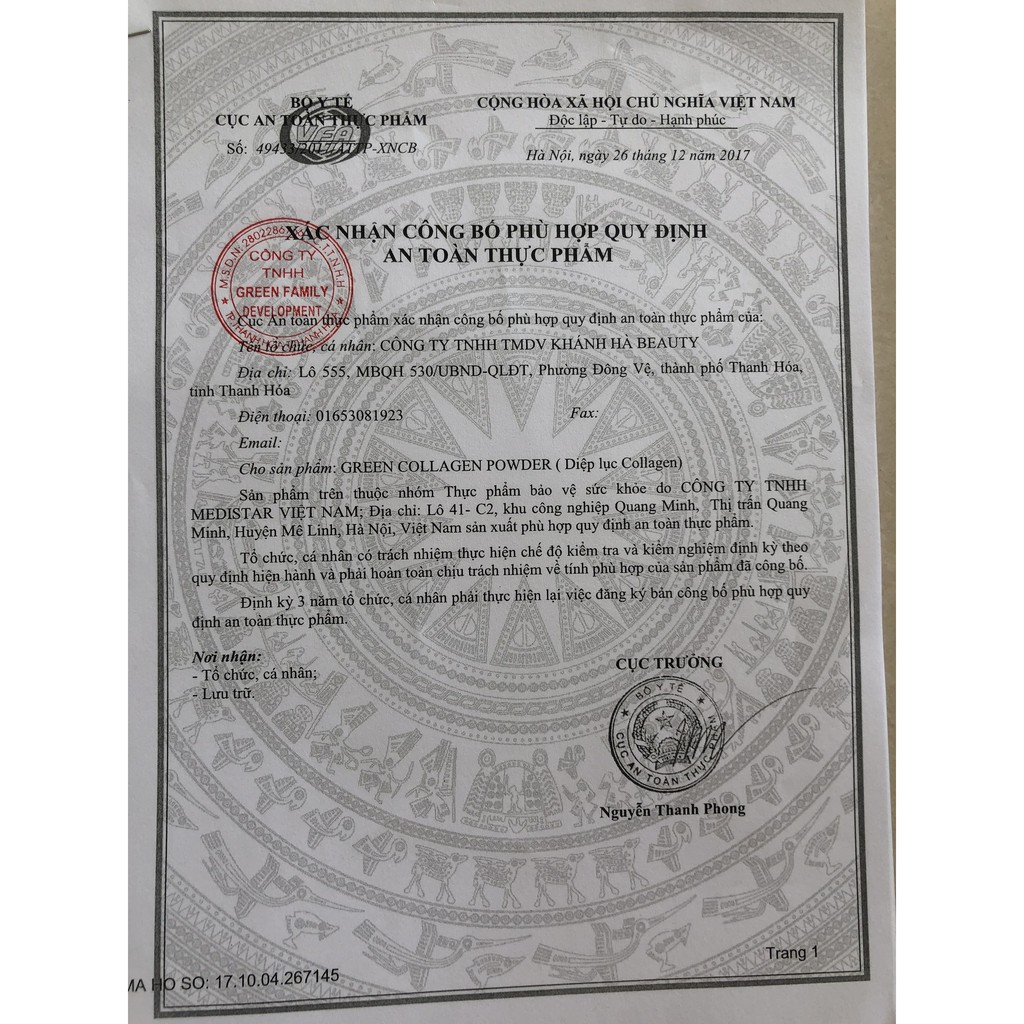 BỘ Y TẾ
CỤC AN TOÀN THỰC PHẨM
VFA
Số: 49433/2017/ATTP-XNCB
CỘNG HÒA XÃ HỘI CHỦ NGHĨA VIỆT NAM
Độc lập - Tự do - Hạnh phúc
Hà Nội, ngày 26 tháng 12 năm 2017
XÁC NHẬN CÔNG BỐ PHÙ HỢP QUY ĐỊNH
AN TOÀN THỰC PHẨM
CÔNG TY
TNHH
GREEN FAMILY
DEVELOPMENT
Cục An toàn thực phẩm xác nhận công bố phù hợp quy định an toàn thực phẩm của:
Tên tổ chức, cá nhân: CÔNG TY TNHH TMDV KHÁNH HÀ BEAUTY
Địa chỉ: Lô 555, MBQH 530/UBND-QLĐT, Phường Đông Vệ, thành phố Thanh Hóa,
tỉnh Thanh Hóa
Điện thoại: 01653081923 Fax:
Email:
Cho sản phẩm: GREEN COLLAGEN POWDER ( Diệp lục Collagen)
Sản phẩm trên thuộc nhóm Thực phẩm bảo vệ sức khỏe do CÔNG TY TNHH
MEDISTAR VIỆT NAM; Địa chỉ: Lô 41- C2, khu công nghiệp Quang Minh, Thị trấn Quang
Minh, Huyện Mê Linh, Hà Nội, Việt Nam sản xuất phù hợp quy định an toàn thực phẩm.
Tổ chức, cá nhân có trách nhiệm thực hiện chế độ kiểm tra và kiểm nghiệm định kỳ theo
quy định hiện hành và phải hoàn toàn chịu trách nhiệm về tính phù hợp của sản phẩm đã công bố.
Định kỳ 3 năm tổ chức, cá nhân phải thực hiện lại việc đăng ký bản công bố phù hợp quy
định an toàn thực phẩm.
Nơi nhận:
- Tổ chức, cá nhân;
- Lưu trữ.
CỤC TRƯỞNG
BỘ Y TẾ
CỤC AN TOÀN THỰC PHẨM
Nguyễn Thanh Phong
Trang 1
MA HO SO: 17.10.04.267145